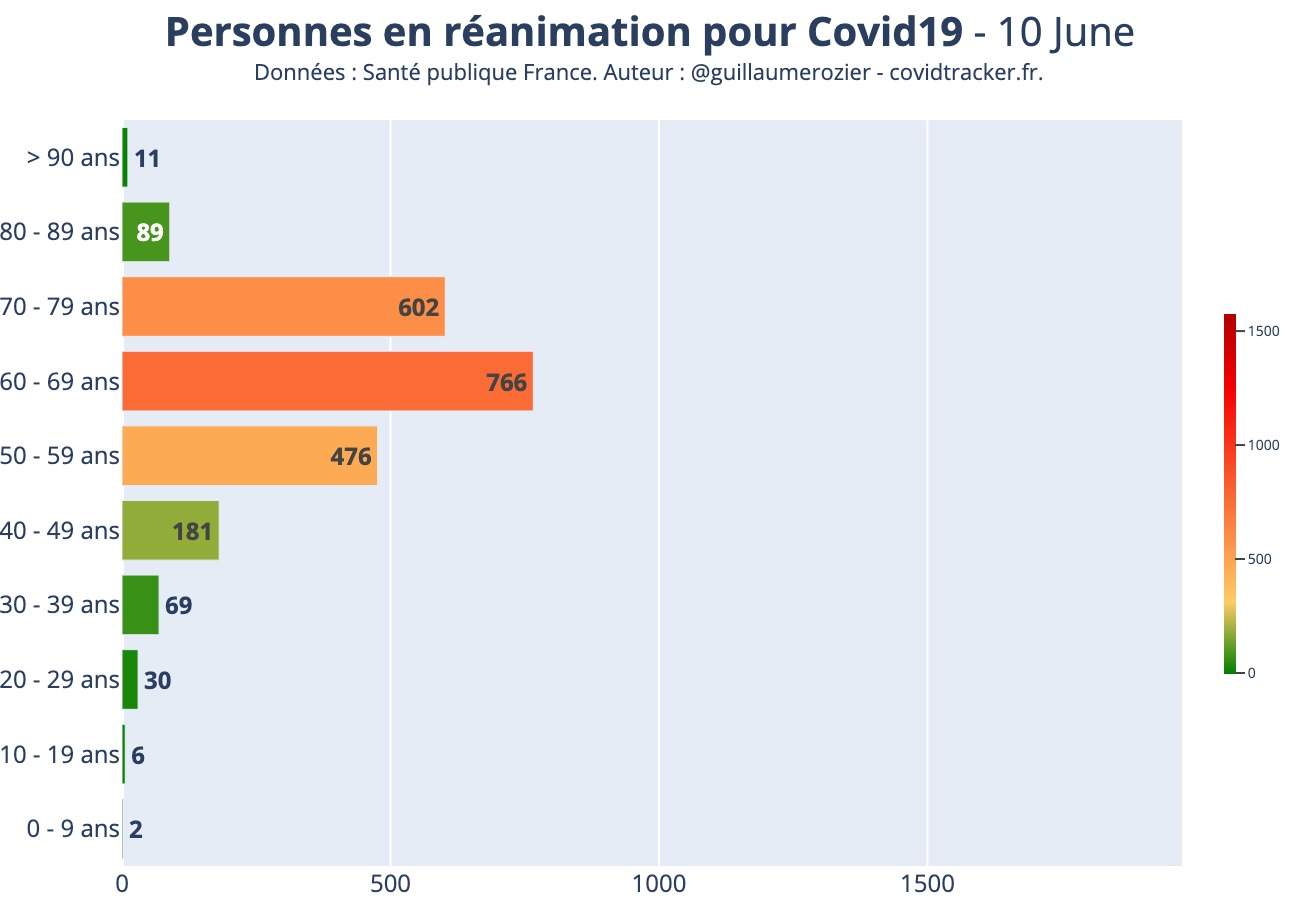 Personnes en réanimation pour Covid19 - 10 June
Données : Santé publique France. Auteur : @guillaumerozier - covidtracker.fr.
> 90 ans 11
80 - 89 ans 89
70 - 79 ans 602
60 - 69 ans 766
50 - 59 ans 476
40 - 49 ans 181
30 - 39 ans 69
20 - 29 ans 30
10 - 19 ans 6
0 - 9 ans 2
0 500 1000 1500
1500
1000
500
0